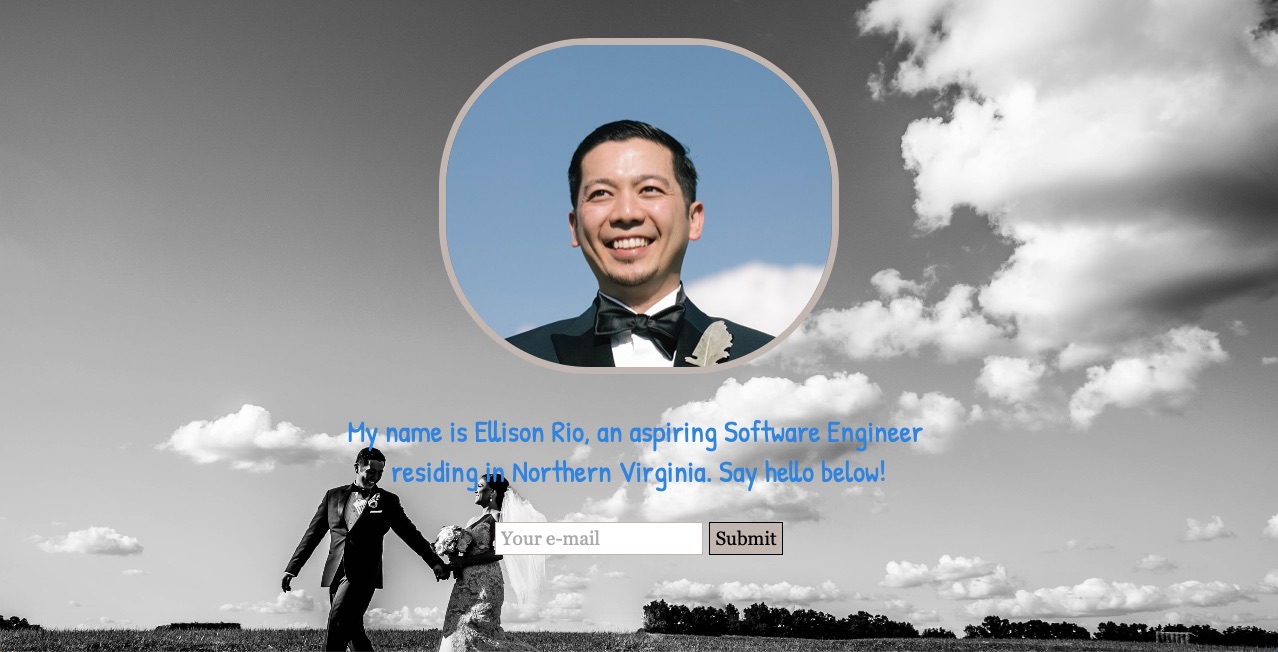 My name is Ellison Rio, an aspiring Software Engineer
residing in Northern Virginia. Say hello below!
Your e-mail Submit